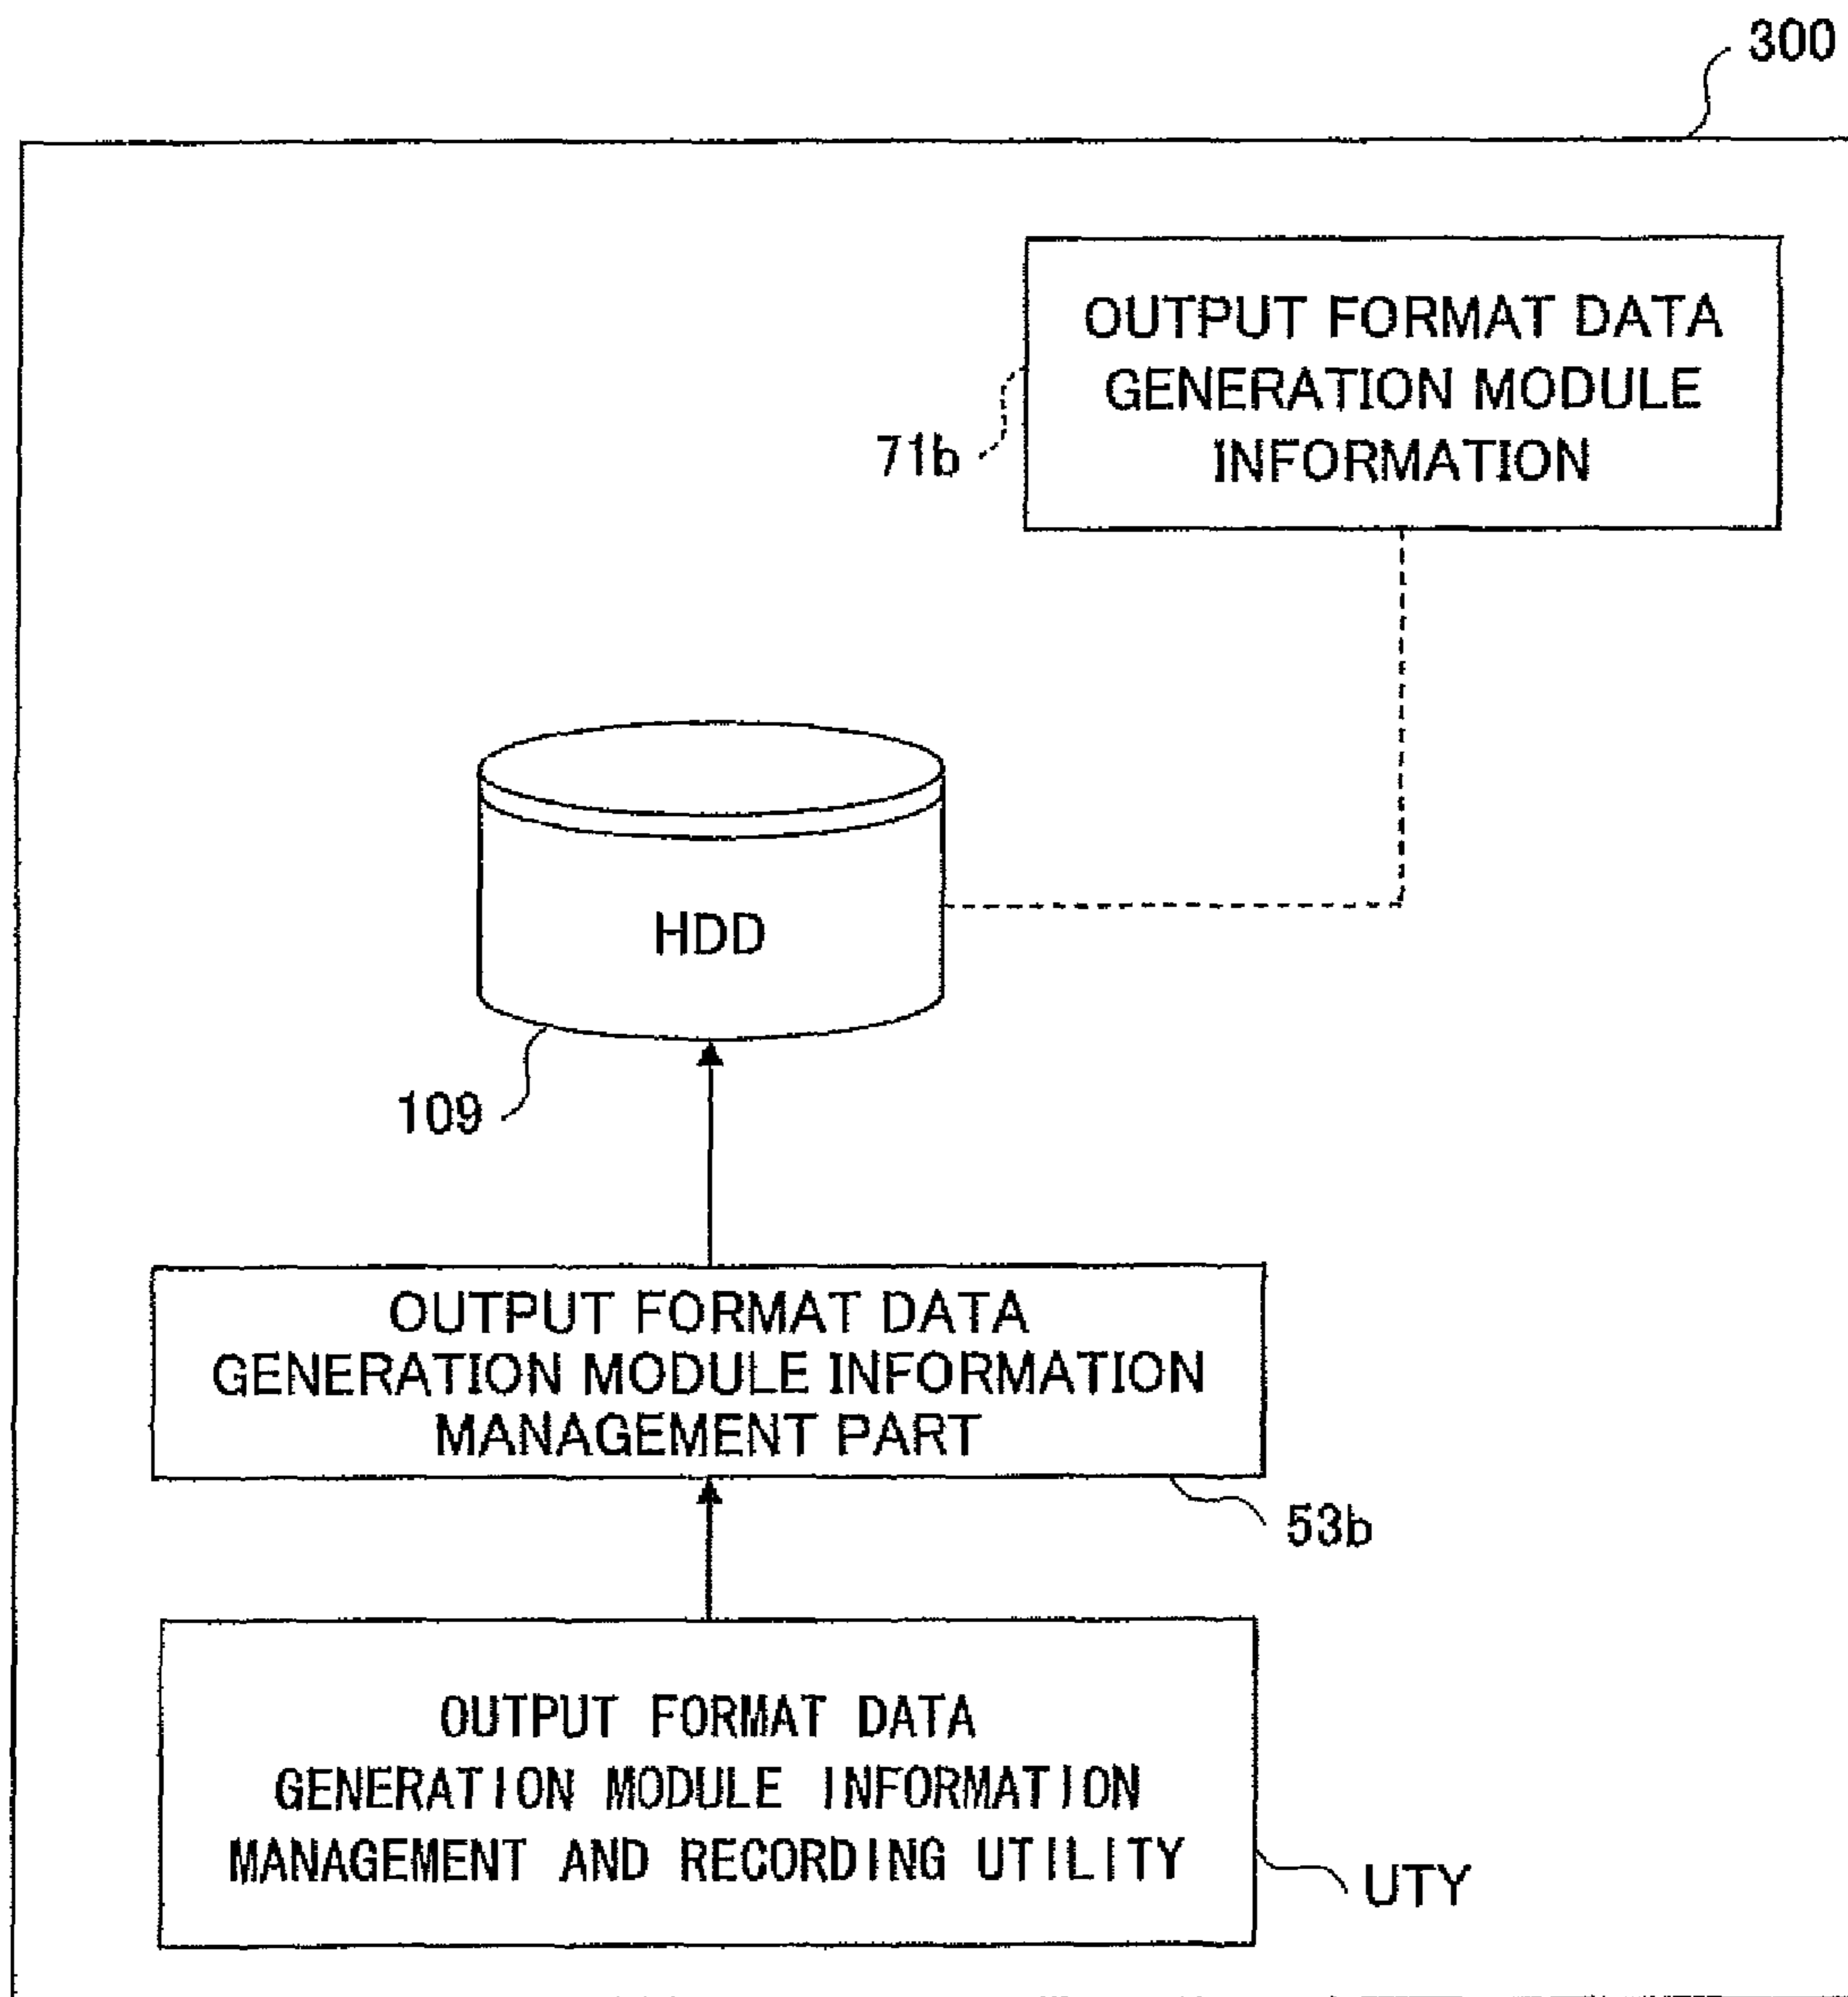 300
OUTPUT FORMAT DATA
GENERATION MODULE
INFORMATION
71b
HDD
109
OUTPUT FORMAT DATA
GENERATION MODULE INFORMATION
MANAGEMENT PART
53b
OUTPUT FORMAT DATA
GENERATION MODULE INFORMATION
MANAGEMENT AND RECORDING UTILITY
UTY